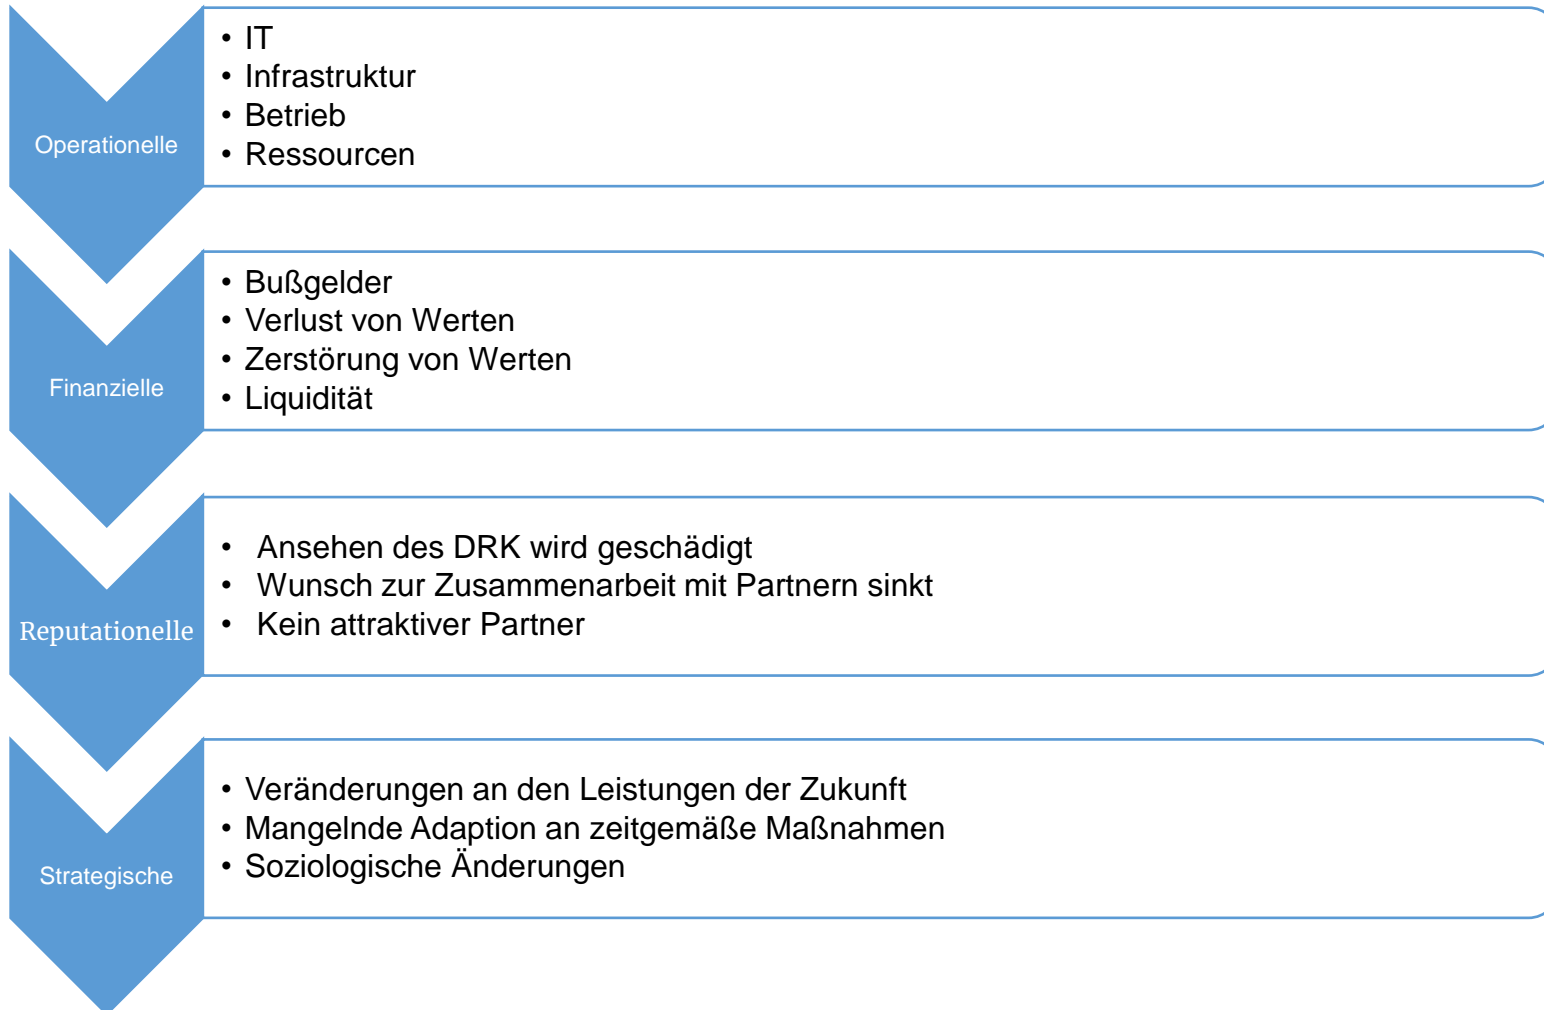 Operationelle
• IT
• Infrastruktur
• Betrieb
• Ressourcen
Finanzielle
• Bußgelder
• Verlust von Werten
• Zerstörung von Werten
• Liquidität
Reputationelle
• Ansehen des DRK wird geschädigt
• Wunsch zur Zusammenarbeit mit Partnern sinkt
• Kein attraktiver Partner
Strategische
• Veränderungen an den Leistungen der Zukunft
• Mangelnde Adaption an zeitgemäße Maßnahmen
• Soziologische Änderungen